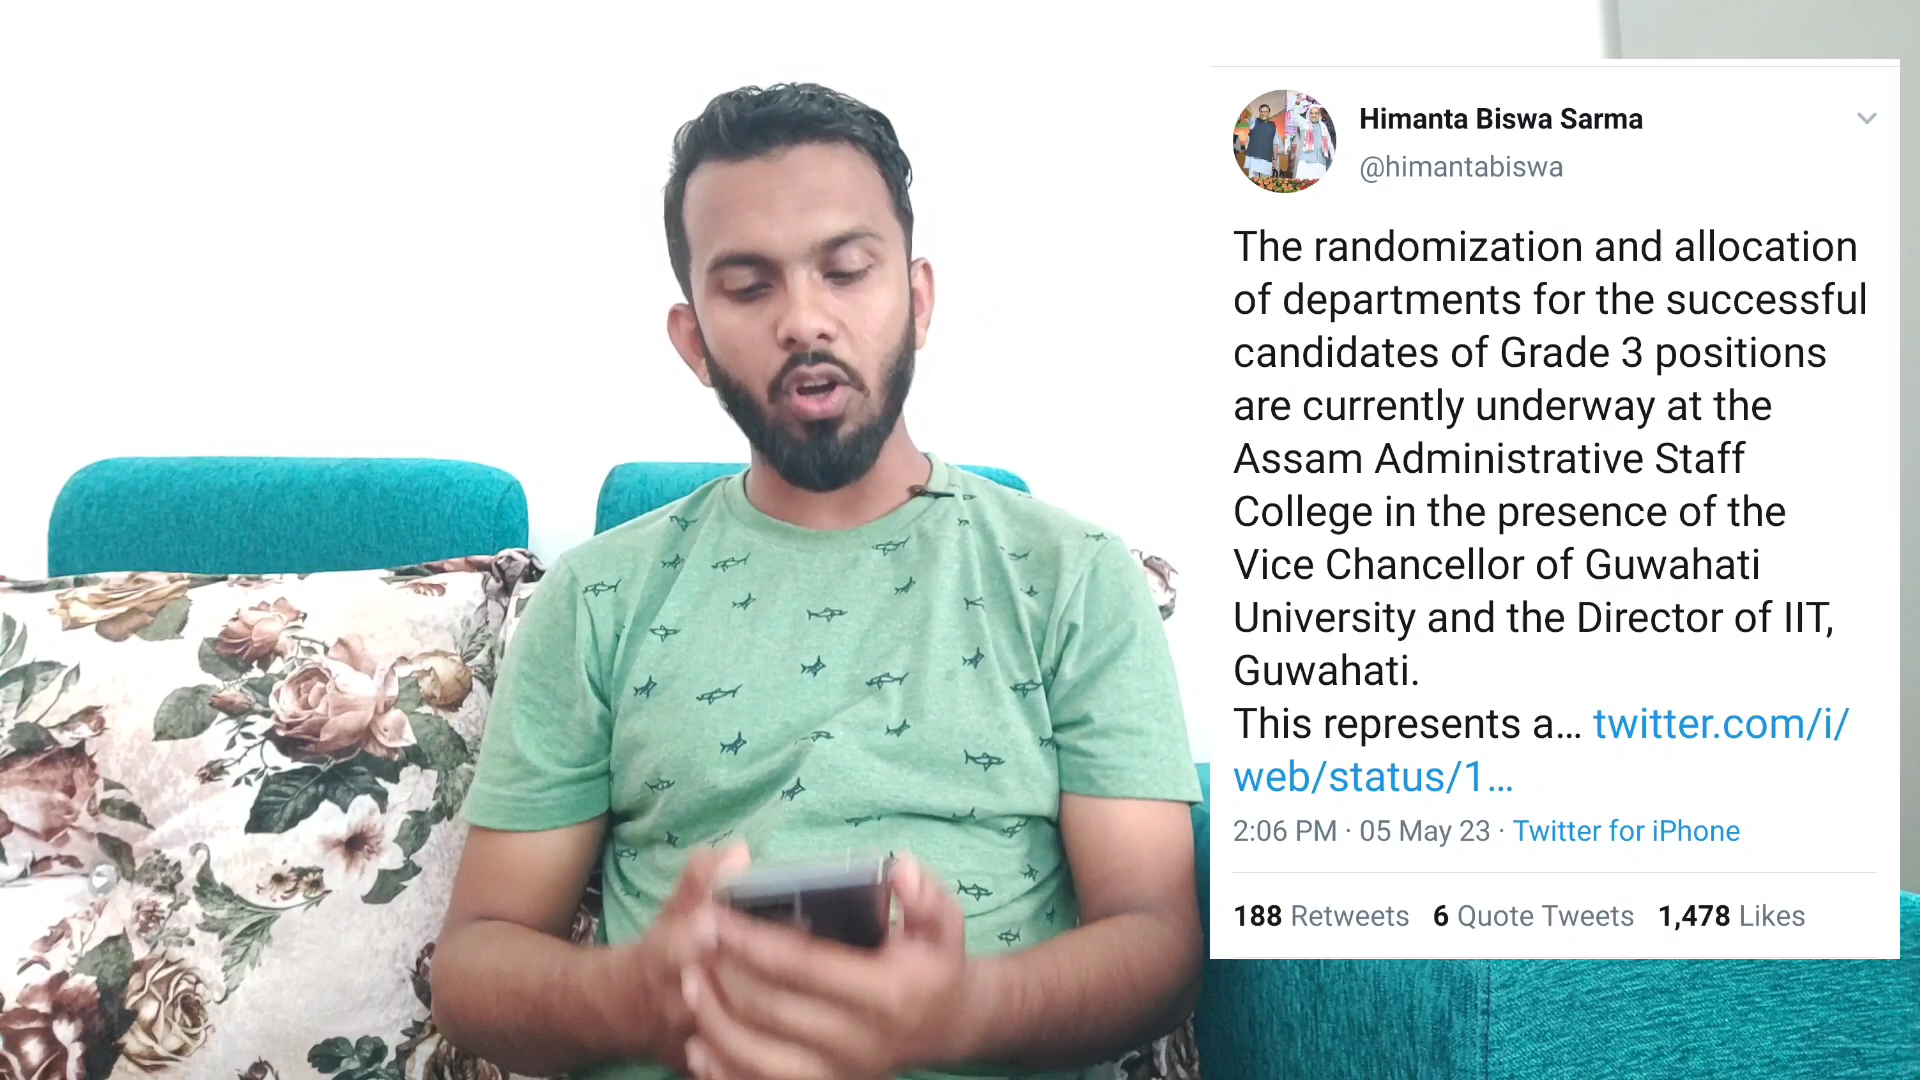 Himanta Biswa Sarma
@himantabiswa
The randomization and allocation
of departments for the successful
candidates of Grade 3 positions
are currently underway at the
Assam Administrative Staff
College in the presence of the
Vice Chancellor of Guwahati
University and the Director of IIT,
Guwahati.
This represents a... twitter.com/i/
web/status/1...
2:06 PM · 05 May 23 · Twitter for iPhone
188 Retweets 6 Quote Tweets 1,478 Likes